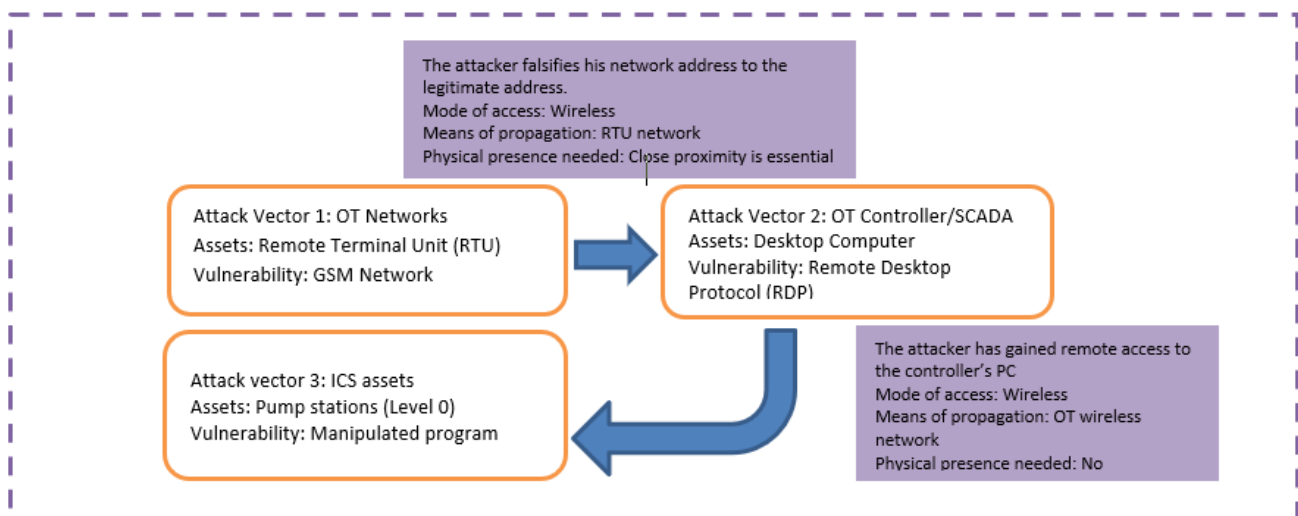 The attacker falsifies his network address to the
legitimate address.
Mode of access: Wireless
Means of propagation: RTU network
Physical presence needed: Close proximity is essential
Attack Vector 1: OT Networks
Assets: Remote Terminal Unit (RTU)
Vulnerability: GSM Network
Attack Vector 2: OT Controller/SCADA
Assets: Desktop Computer
Vulnerability: Remote Desktop
Protocol (RDP)
The attacker has gained remote access to
the controller's PC
Mode of access: Wireless
Means of propagation: OT wireless
network
Physical presence needed: No
Attack vector 3: ICS assets
Assets: Pump stations (Level 0)
Vulnerability: Manipulated program